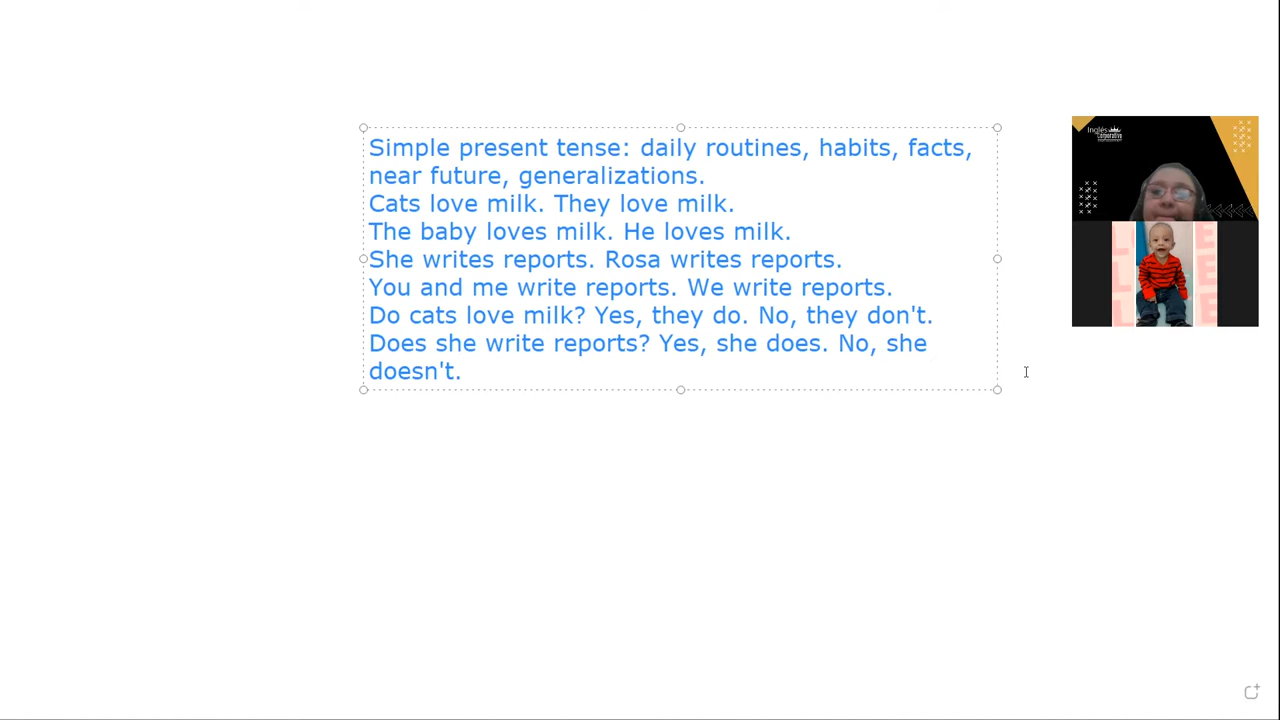 Simple present tense: daily routines, habits, facts,
near future, generalizations.
Cats love milk. They love milk.
The baby loves milk. He loves milk.
She writes reports. Rosa writes reports.
You and me write reports. We write reports.
Do cats love milk? Yes, they do. No, they don't.
Does she write reports? Yes, she does. No, she
doesn't.
Inglés
Corporativo